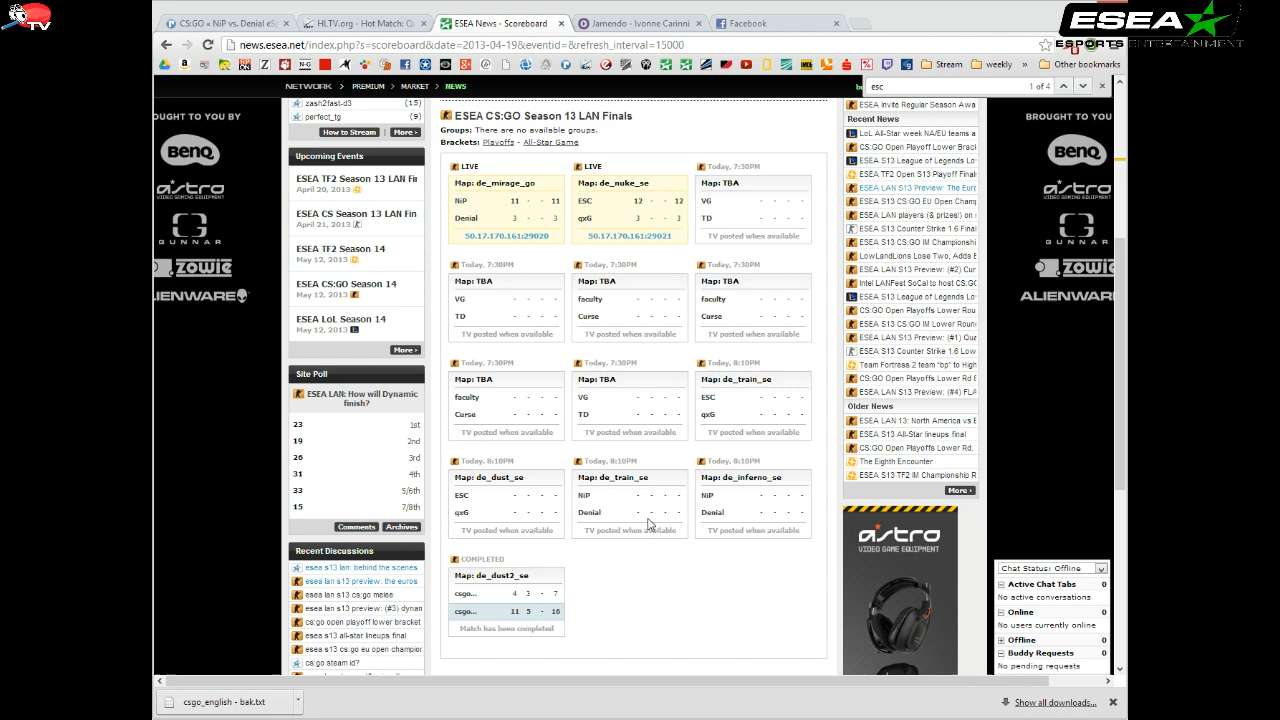 TV
ESEA
ESPORTS ENTERTAINMENT
CS:GO « NiP vs. Denial eS
HLTV.org - Hot Match: G
ESEA News - Scoreboard
Jamendo - Ivonne Carinni
Facebook
news.esea.net/index.php?s=scoreboard&date=2013-04-19&eventid=&refresh_interval=15000
Stream
weekly
»
Other bookmarks
NETWORK
PREMIUM
MARKET
NEWS
esc
1 of 4
zash2fast-d3
(15)
perfect_tg
(9)
How to Stream
More ›
BROUGHT TO YOU BY
BenQ
ASTRO
VIDEO GAMING EQUIPMENT
GUNNAR
ZOWIE
ALIENWARE
Upcoming Events
ESEA TF2 Season 13 LAN Fir
April 20, 2013
ESEA CS Season 13 LAN Fin
April 21, 2013
ESEA TF2 Season 14
May 12, 2013
ESEA CS:GO Season 14
May 12, 2013
ESEA LoL Season 14
May 12, 2013
More ›
Site Poll
ESEA LAN: How will Dynamic
finish?
23 1st
19 2nd
26 3rd
31 4th
33 5/6th
15 7/8th
Comments
Archives
Recent Discussions
esea s13 lan: behind the scenes
esea lan s13 preview: the euros
esea lan s13 cs:go melee
esea lan s13 preview: (#3) dynan
cs:go open playoff lower bracket
esea s13 all-star lineups final
esea s13 cs:go eu open champior
cs:go steam id?
ESEA CS:GO Season 13 LAN Finals
Groups: There are no available groups.
Brackets: Playoffs - All-Star Game
LIVE
Map: de_mirage_go
NiP 11 - - 11
Denial 3 - - 3
50.17.170.161:29020
LIVE
Map: de_nuke_se
ESC 12 - - 12
qxG 3 - - 3
50.17.170.161:29021
Today, 7:30PM
Map: TBA
VG - - - -
TD - - - -
TV posted when available
Today, 7:30PM
Map: TBA
VG - - - -
TD - - - -
TV posted when available
Today, 7:30PM
Map: TBA
faculty - - - -
Curse - - - -
TV posted when available
Today, 7:30PM
Map: TBA
faculty - - - -
Curse - - - -
TV posted when available
Today, 7:30PM
Map: TBA
faculty - - - -
Curse - - - -
TV posted when available
Today, 7:30PM
Map: TBA
VG - - - -
TD - - - -
TV posted when available
Today, 8:10PM
Map: de_train_se
ESC - - - -
qxG - - - -
TV posted when available
Today, 8:10PM
Map: de_dust_se
ESC - - - -
qxG - - - -
TV posted when available
Today, 8:10PM
Map: de_train_se
NiP - - - -
Denial - - - -
TV posted when available
Today, 8:10PM
Map: de_inferno_se
NiP - - - -
Denial - - - -
TV posted when available
COMPLETED
Map: de_dust2_se
csgo... 4 3 - 7
csgo... 11 5 - 16
Match has been completed
ESEA Invite Regular Season Awa
Recent News
LoL All-Star week NA/EU teams a
CS:GO Open Playoff Lower Brack
ESEA S13 League of Legends Lo
ESEA TF2 Open S13 Playoff Finals
ESEA LAN S13 Preview: The Euro
ESEA S13 CS:GO EU Open Champ
ESEA LAN players (& prizes!) on
ESEA S13 Counter Strike 1.6 Final
ESEA S13 CS:GO IM Championship
LowLandLions Lose Two, Adds B
ESEA LAN S13 Preview: (#2) Cur
Intel LANFest SoCal to host CS:GO
ESEA S13 League of Legends Lo
CS:GO Open Playoffs Lower Rou
ESEA S13 CS:GO IM Lower Roun
ESEA LAN S13 Preview: (#1) Qua
ESEA S13 Counter Strike 1.6 Low
Team Fortress 2 team "bp" to High
CS:GO Open Playoffs Lower Rd E
ESEA LAN S13 Preview: (#4) FLA
Older News
ESEA LAN 13: North America vs E
ESEA S13 All-Star lineups final
CS:GO Open Playoffs Lower Rd.
The Eighth Encounter
ESEA S13 TF2 IM Championship R
More ›
BROUGHT TO YOU BY
BenQ
ASTRO
VIDEO GAMING EQUIPMENT
GUNNAR
ZOWIE
ALIENWARE
ASTRO
VIDEO GAME EQUIPMENT
Chat Status: Offline
Active Chat Tabs 0
No active conversations
Online 0
No users currently online
Offline 0
Buddy Requests 0
No pending requests
csgo_english - bak.txt
Show all downloads...